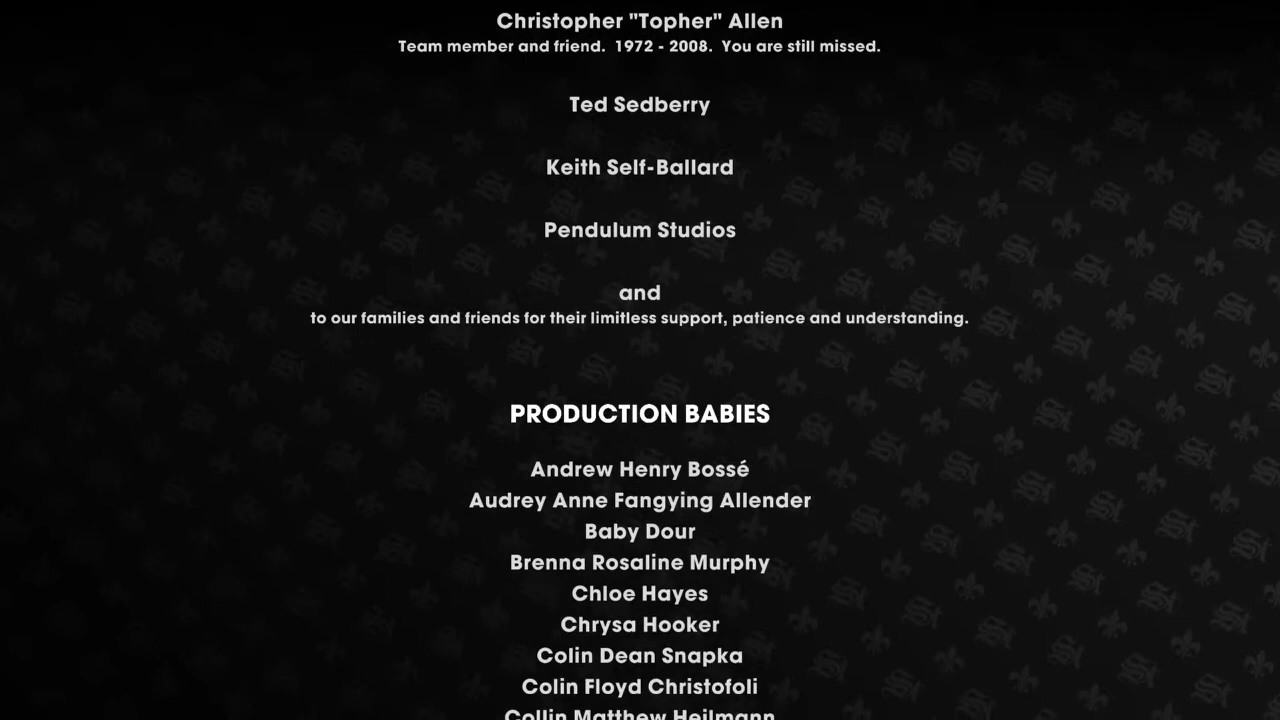 Christopher "Topher" Allen
Team member and friend.  1972 - 2008.  You are still missed.
Ted Sedberry
Keith Self-Ballard
Pendulum Studios
and
to our families and friends for their limitless support, patience and understanding.
PRODUCTION BABIES
Andrew Henry Bossé
Audrey Anne Fangying Allender
Baby Dour
Brenna Rosaline Murphy
Chloe Hayes
Chrysa Hooker
Colin Dean Snapka
Colin Floyd Christofoli
Collin Matthew Heilmann